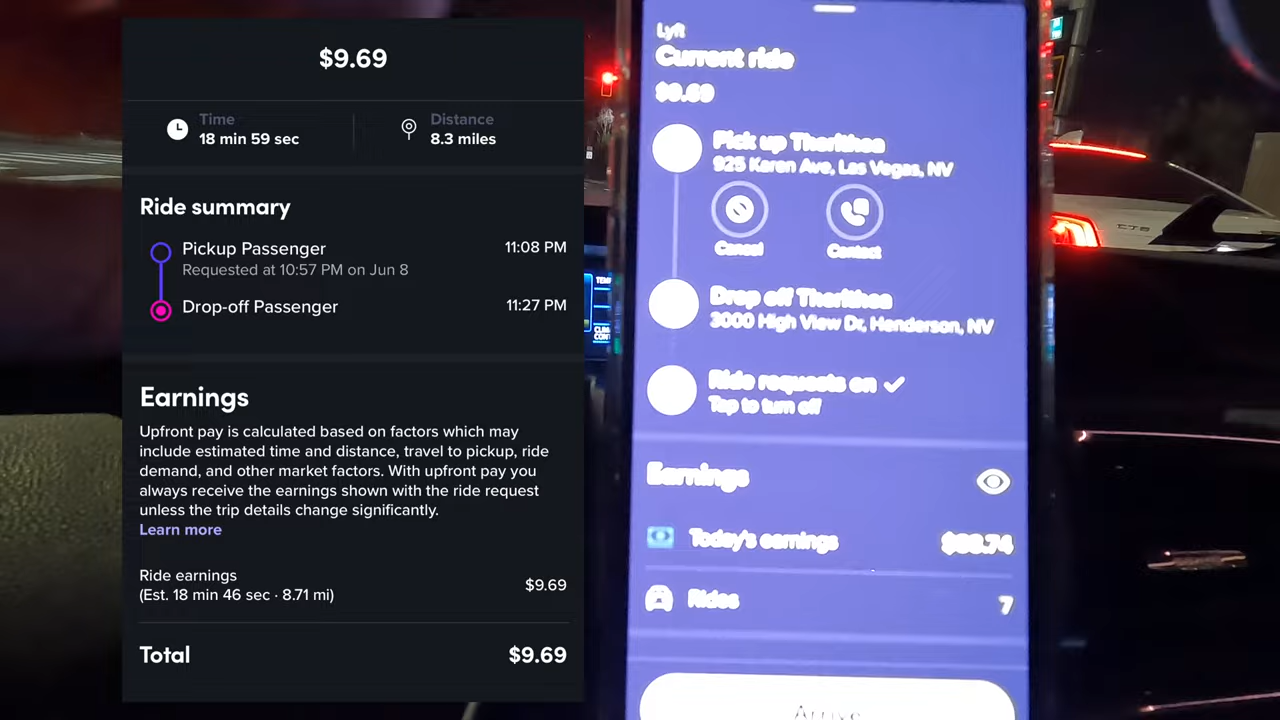 $9.69
Time
18 min 59 sec
Distance
8.3 miles
Ride summary
Pickup Passenger
11:08 PM
Requested at 10:57 PM on Jun 8
Drop-off Passenger
11:27 PM
Earnings
Upfront pay is calculated based on factors which may
include estimated time and distance, travel to pickup, ride
demand, and other market factors. With upfront pay you
always receive the earnings shown with the ride request
unless the trip details change significantly.
Learn more
Ride earnings
(Est. 18 min 46 sec · 8.71 mi)
$9.69
Total
$9.69
Lyft
Current ride
$9.69
Pick up
925 Karen Ave, Las Vegas, NV
Cancel
Contact
Drop off
3000 High View Dr, Henderson, NV
Ride requests on
Tap to turn off
Earnings
Today's earnings
Rides
7
Arrive
CTS